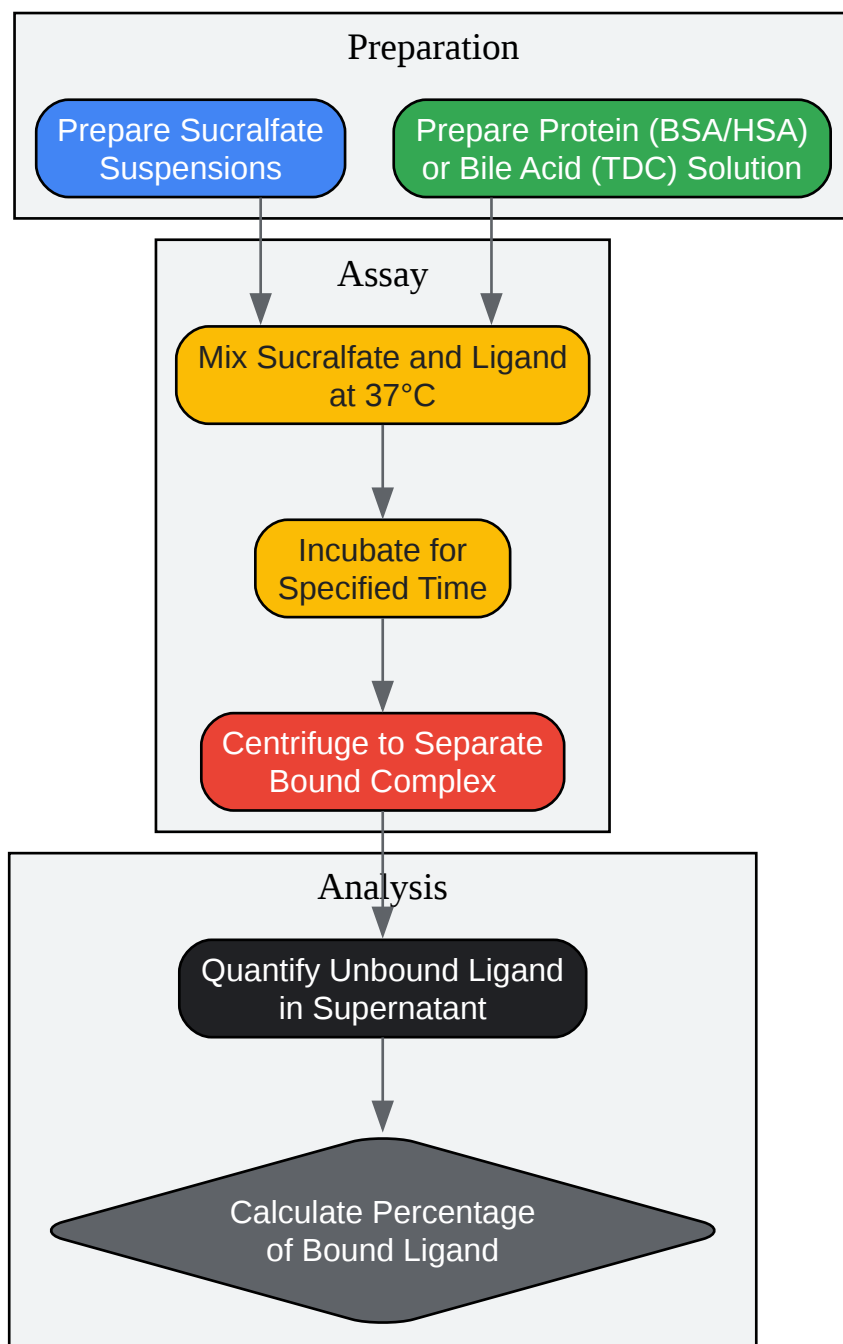 Preparation
Prepare Sucralfate
Suspensions
Prepare Protein (BSA/HSA)
or Bile Acid (TDC) Solution
Assay
Mix Sucralfate and Ligand
at 37°C
Incubate for
Specified Time
Centrifuge to Separate
Bound Complex
Analysis
Quantify Unbound Ligand
in Supernatant
Calculate Percentage
of Bound Ligand